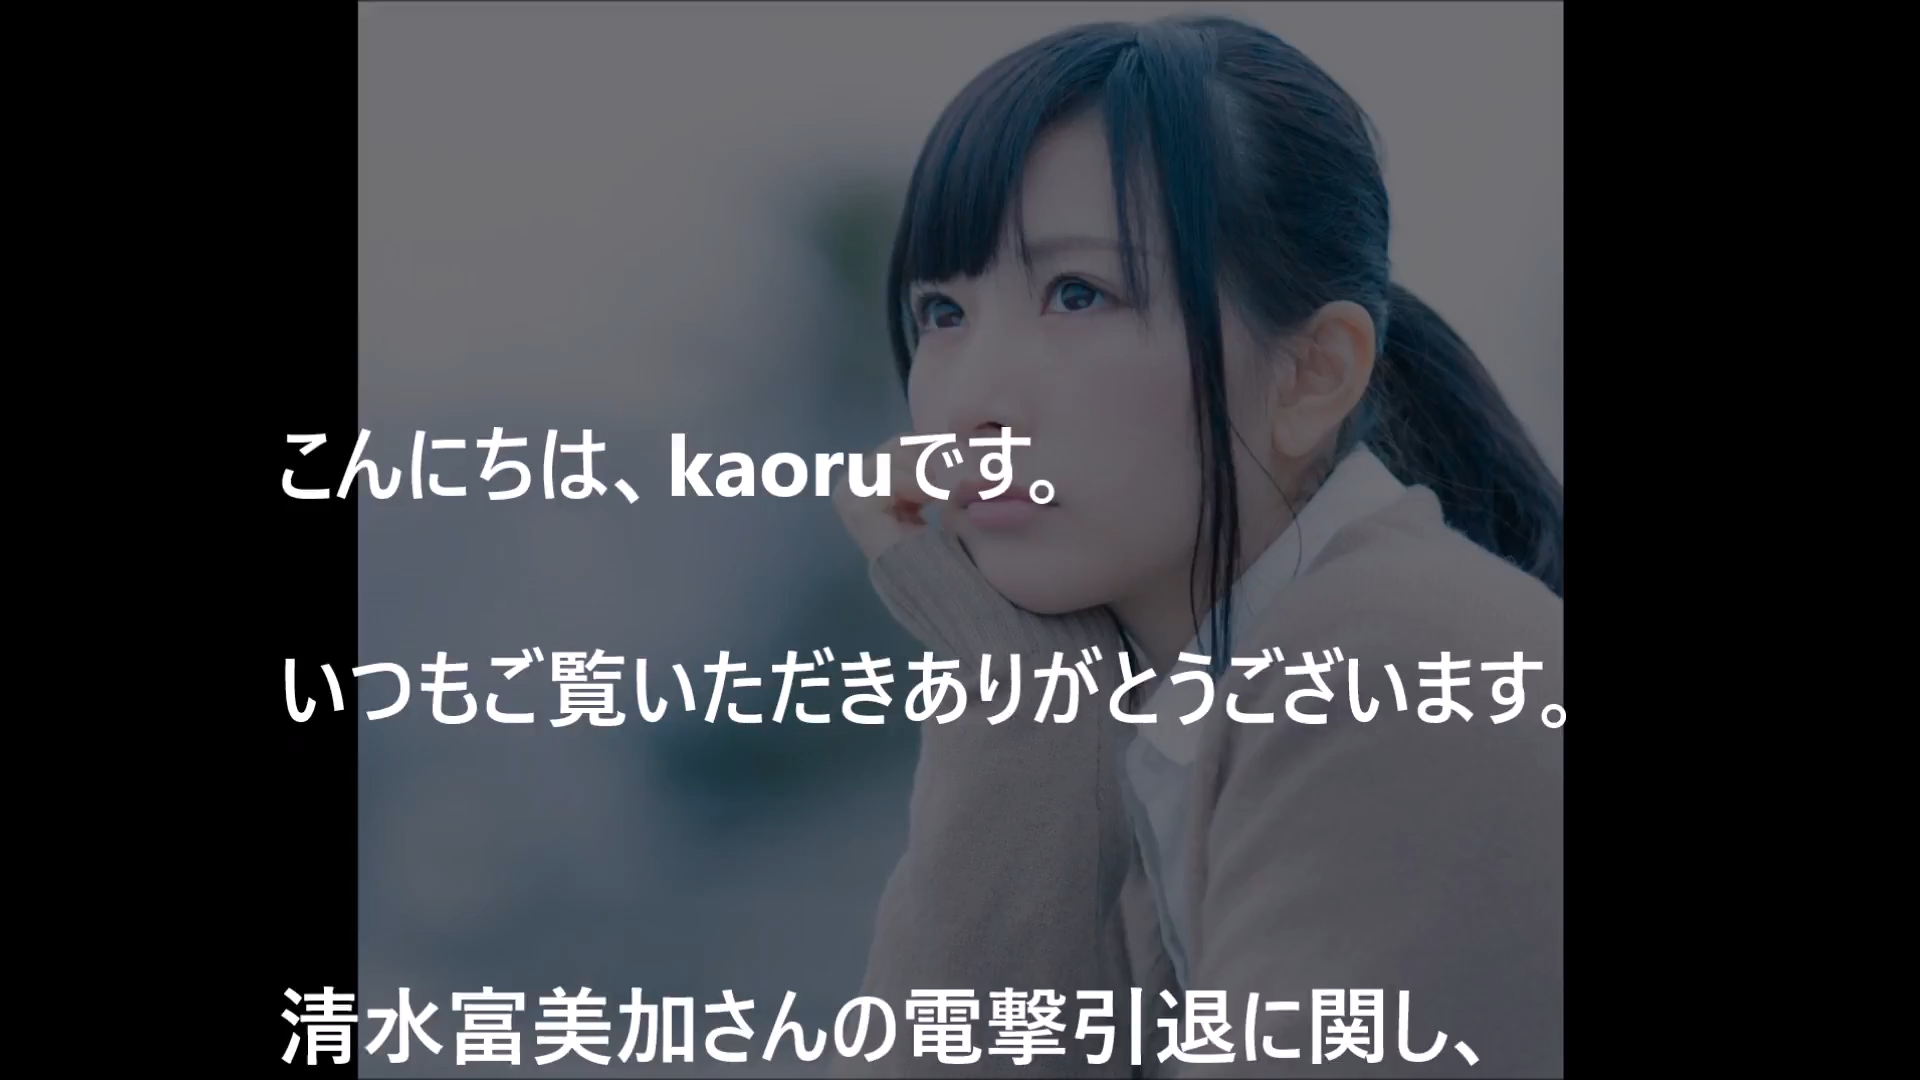 こんにちは、kaoruです。
いつもご覧いただきありがとうございます。
清水富美加さんの電撃引退に関し、